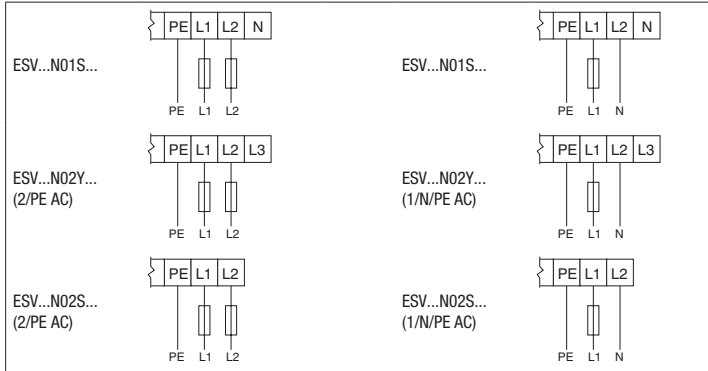 PE L1 L2 N
ESV...N01S...
PE L1 L2
PE L1 L2 N
ESV...N01S...
PE L1 N
PE L1 L2 L3
ESV...N02Y...
(2/PE AC)
PE L1 L2
PE L1 L2 L3
ESV...N02Y...
(1/N/PE AC)
PE L1 N
PE L1 L2
ESV...N02S...
(2/PE AC)
PE L1 L2
PE L1 L2
ESV...N02S...
(1/N/PE AC)
PE L1 N